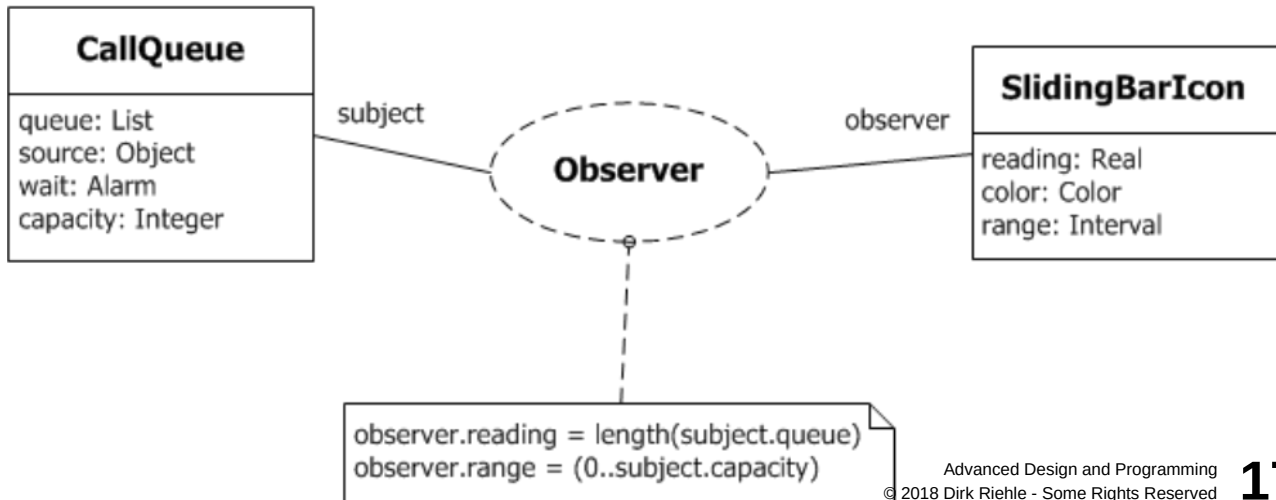 CallQueue
queue: List
source: Object
wait: Alarm
capacity: Integer
subject
Observer
observer
SlidingBarIcon
reading: Real
color: Color
range: Interval
observer.reading = length(subject.queue)
observer.range = (0..subject.capacity)
Advanced Design and Programming
© 2018 Dirk Riehle - Some Rights Reserved